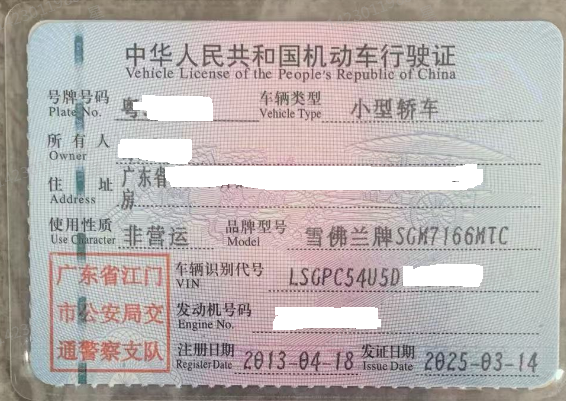 中华人民共和国机动车行驶证
Vehicle License of the People's Republic of China
号牌号码 粤 车辆类型 小型轿车
Plate No. Vehicle Type
所有人
Owner
住址 广东省
Address 房
使用性质 非营运 品牌型号 雪佛兰牌SGM7166MTC
Use Character Model
广东省江门
市公安局交
通警察支队
车辆识别代号 LSGPC54U5D
VIN
发动机号码
Engine No.
注册日期 2013-04-18 发证日期 2025-03-14
Register Date Issue Date